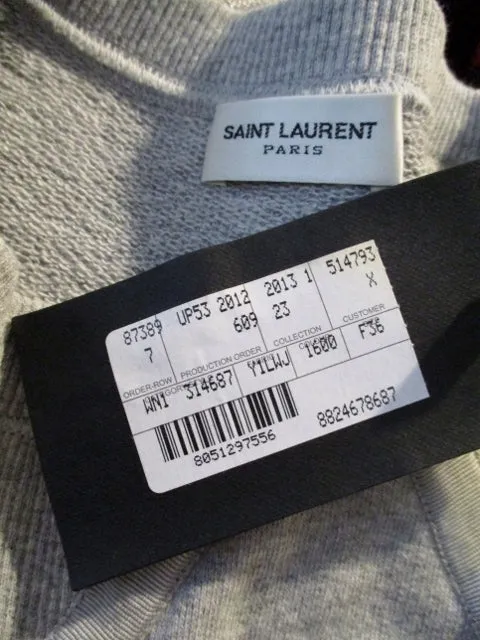 SAINT LAURENT
PARIS
87389 UP53 2012 2013 1 514793
7 609 23 X
ORDER-ROW PRODUCTION ORDER COLLECTION CUSTOMER
WN1 314687 Y1LWJ 1600 F36
8051297556 8824678687